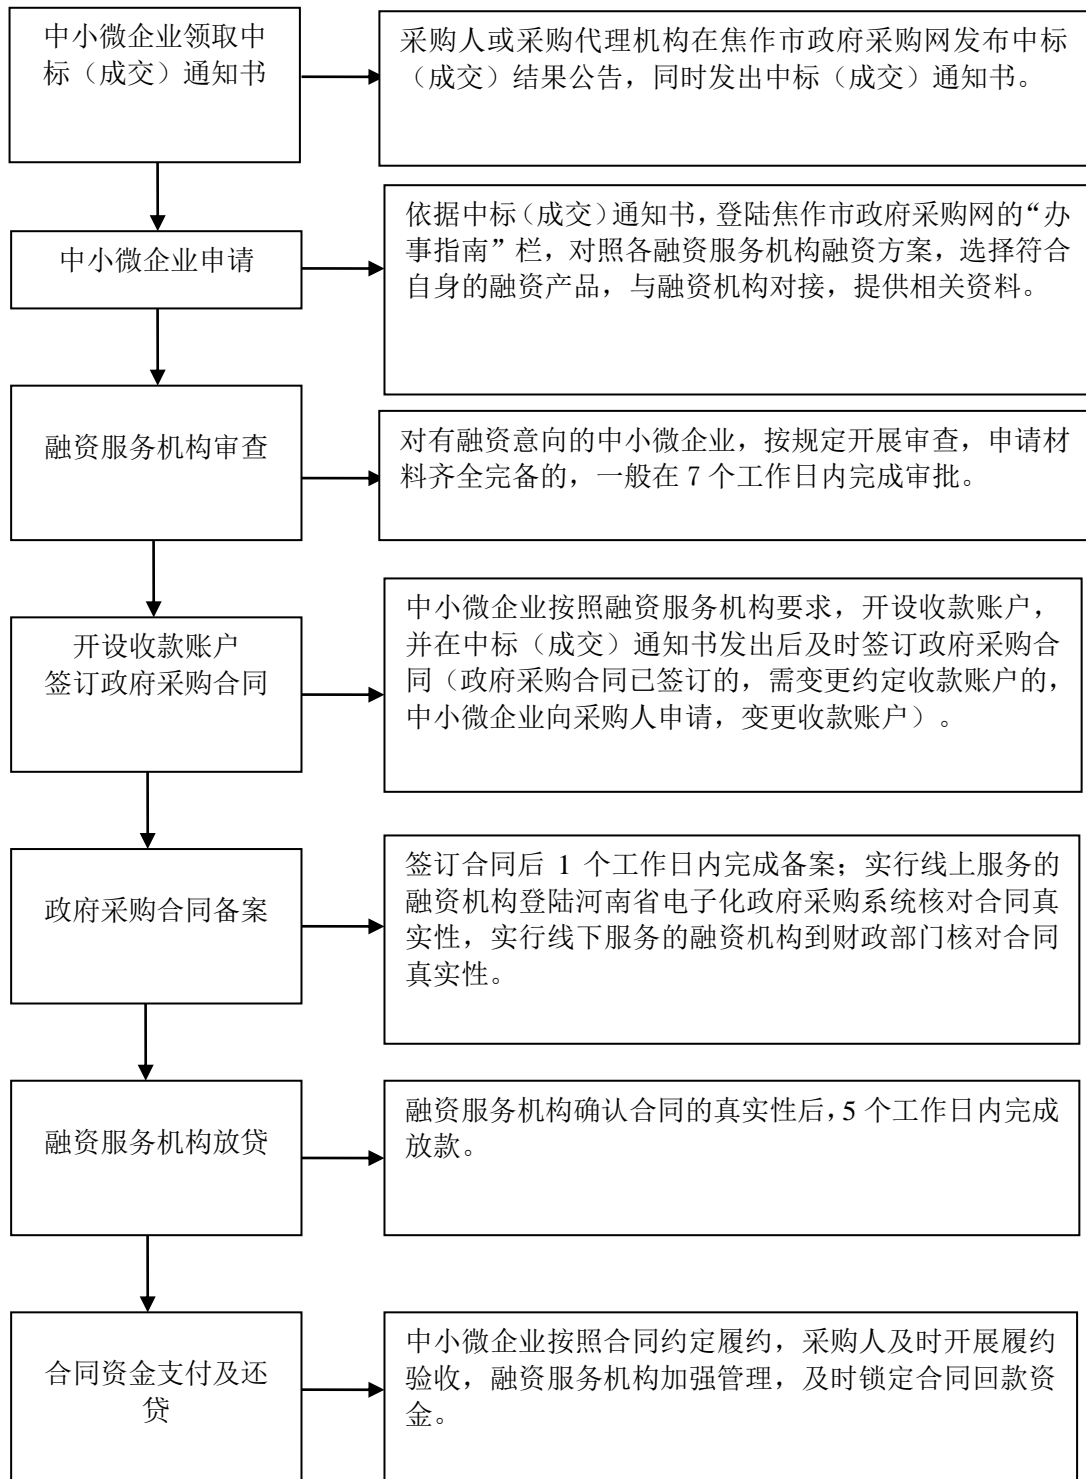 中小微企业领取中
标（成交）通知书
采购人或采购代理机构在焦作市政府采购网发布中标
（成交）结果公告，同时发出中标（成交）通知书。
中小微企业申请
依据中标（成交）通知书，登陆焦作市政府采购网的“办
事指南”栏，对照各融资服务机构融资方案，选择符合
自身的融资产品，与融资机构对接，提供相关资料。
融资服务机构审查
对有融资意向的中小微企业，按规定开展审查，申请材
料齐全完备的，一般在 7 个工作日内完成审批。
开设收款账户
签订政府采购合同
中小微企业按照融资服务机构要求，开设收款账户，
并在中标（成交）通知书发出后及时签订政府采购合
同（政府采购合同已签订的，需变更约定收款账户的，
中小微企业向采购人申请，变更收款账户）。
政府采购合同备案
签订合同后 1 个工作日内完成备案；实行线上服务的
融资机构登陆河南省电子化政府采购系统核对合同真
实性，实行线下服务的融资机构到财政部门核对合同
真实性。
融资服务机构放贷
融资服务机构确认合同的真实性后，5 个工作日内完成
放款。
合同资金支付及还
贷
中小微企业按照合同约定履约，采购人及时开展履约
验收，融资服务机构加强管理，及时锁定合同回款资
金。